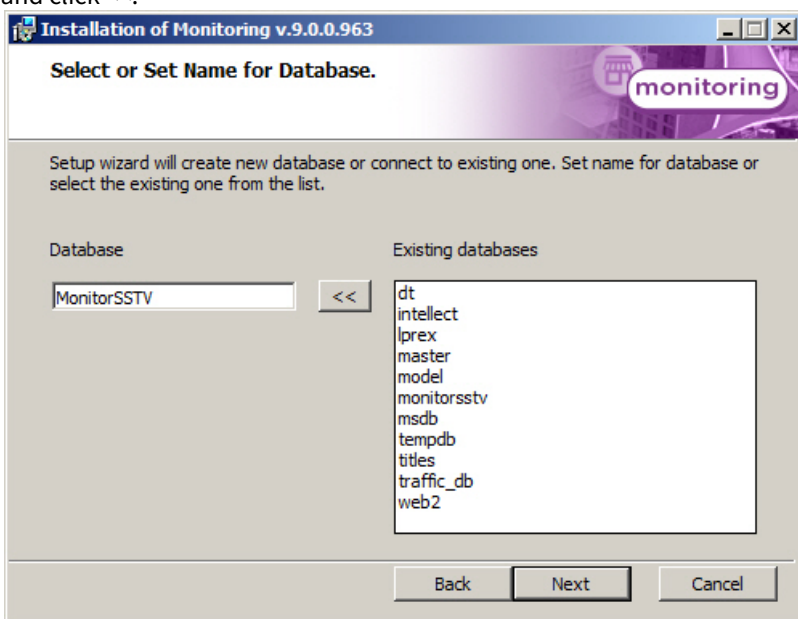 and click <<.
Installation of Monitoring v.9.0.0.963
Select or Set Name for Database.
monitoring
Setup wizard will create new database or connect to existing one. Set name for database or
select the existing one from the list.
Database
Existing databases
MonitorSSTV
<<
dt
intellect
lprex
master
model
monitorsstv
msdb
tempdb
titles
traffic_db
web2
Back
Next
Cancel